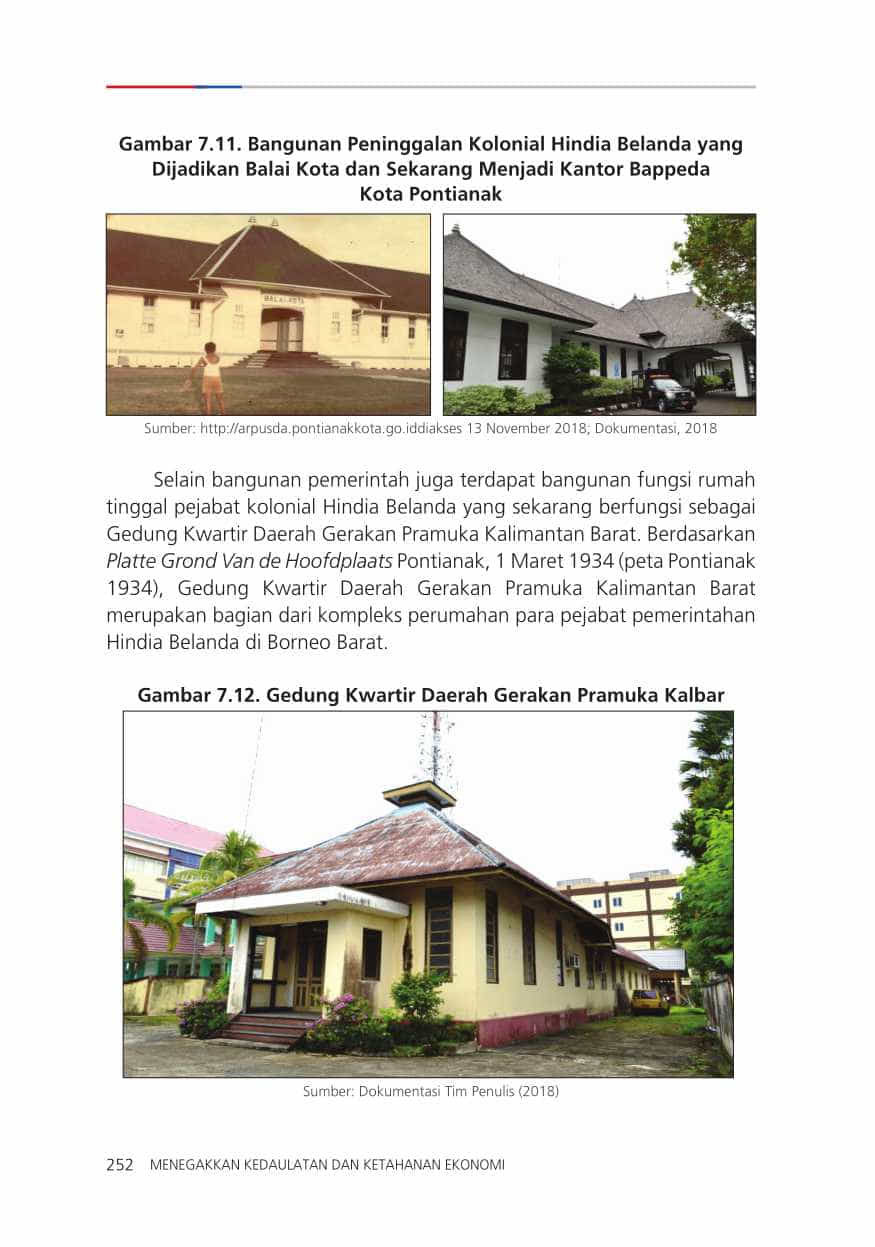 Gambar 7.11. Bangunan Peninggalan Kolonial Hindia Belanda yang
Dijadikan Balai Kota dan Sekarang Menjadi Kantor Bappeda
Kota Pontianak
BALAI-KOTA
Sumber: http://arpusda.pontianakkota.go.iddiakses 13 November 2018; Dokumentasi, 2018
Selain bangunan pemerintah juga terdapat bangunan fungsi rumah
tinggal pejabat kolonial Hindia Belanda yang sekarang berfungsi sebagai
Gedung Kwartir Daerah Gerakan Pramuka Kalimantan Barat. Berdasarkan
Platte Grond Van de Hoofdplaats Pontianak, 1 Maret 1934 (peta Pontianak
1934), Gedung Kwartir Daerah Gerakan Pramuka Kalimantan Barat
merupakan bagian dari kompleks perumahan para pejabat pemerintahan
Hindia Belanda di Borneo Barat.
Gambar 7.12. Gedung Kwartir Daerah Gerakan Pramuka Kalbar
Sumber: Dokumentasi Tim Penulis (2018)
252 MENEGAKKAN KEDAULATAN DAN KETAHANAN EKONOMI